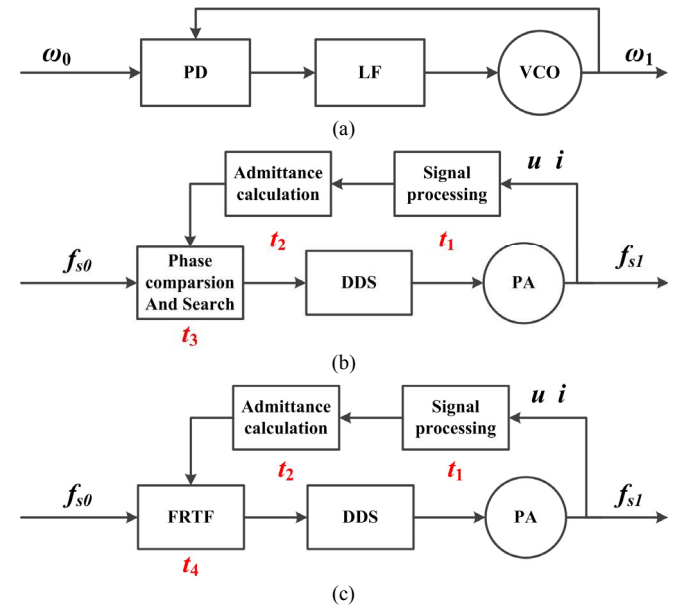 ω0
PD
LF
VCO
ω1
(a)
Admittance
calculation
Signal
processing
u i
t2
t1
fs0
Phase
comparsion
And Search
DDS
PA
fs1
t3
(b)
Admittance
calculation
Signal
processing
u i
t2
t1
fs0
FRTF
DDS
PA
fs1
t4
(c)